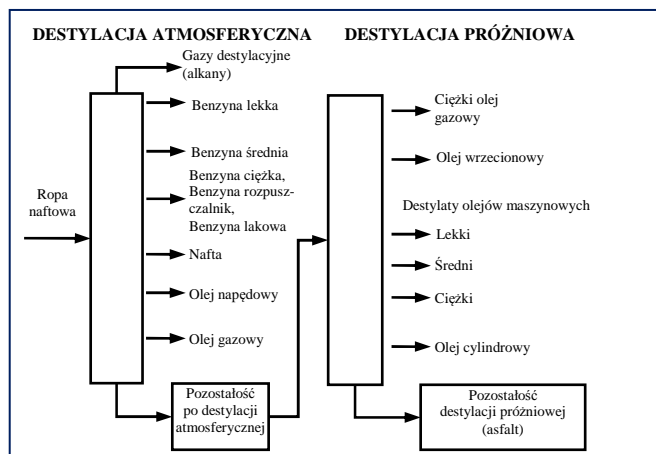 DESTYLACJA ATMOSFERYCZNA
Gazy destylacyjne
(alkany)
Benzyna lekka
Benzyna średnia
Benzyna ciężka,
Benzyna rozpusz-
czalnik,
Benzyna lakowa
Ropa
naftowa
Nafta
Olej napędowy
Olej gazowy
Pozostałość
po destylacji
atmosferycznej
DESTYLACJA PRÓŻNIOWA
Ciężki olej
gazowy
Olej wrzecionowy
Destylaty olejów maszynowych
Lekki
Średni
Ciężki
Olej cylindrowy
Pozostałość
destylacji próżniowej
(asfalt)